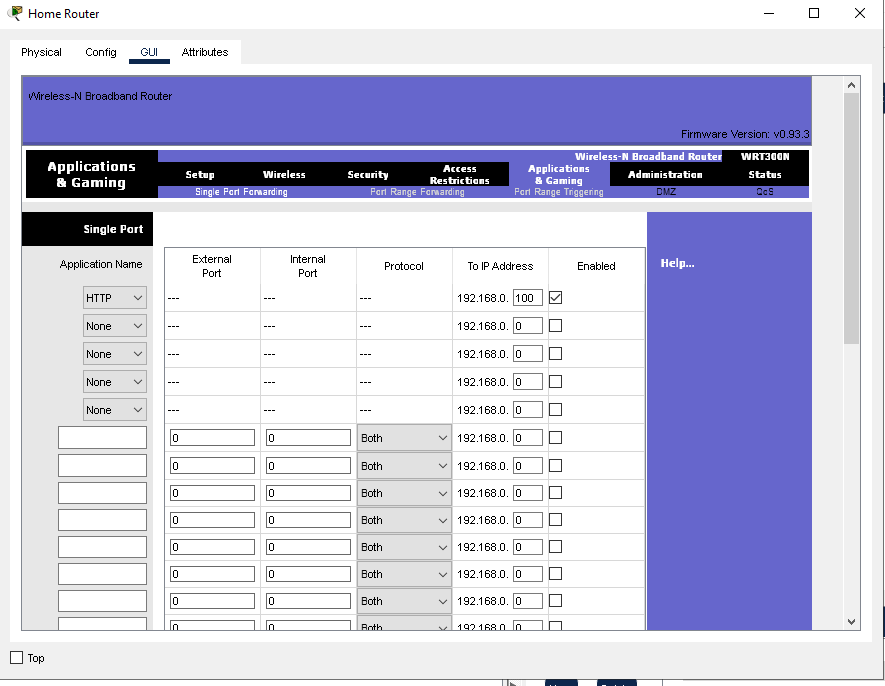 Home Router
Physical Config GUI Attributes
Wireless-N Broadband Router
Firmware Version: v0.93.3
Wireless-N Broadband Router WRT300N
Applications & Gaming
Setup Wireless Security Access Restrictions Applications & Gaming Administration Status
Single Port Forwarding Port Range Forwarding Port Range Triggering DMZ QoS
Single Port
Help...
Application Name External Port Internal Port Protocol To IP Address Enabled
HTTP --- --- --- 192.168.0. 100
None --- --- --- 192.168.0. 0
None --- --- --- 192.168.0. 0
None --- --- --- 192.168.0. 0
None --- --- --- 192.168.0. 0
0 0 Both 192.168.0. 0
0 0 Both 192.168.0. 0
0 0 Both 192.168.0. 0
0 0 Both 192.168.0. 0
0 0 Both 192.168.0. 0
0 0 Both 192.168.0. 0
0 0 Both 192.168.0. 0
0 0 Both 192.168.0. 0
Top